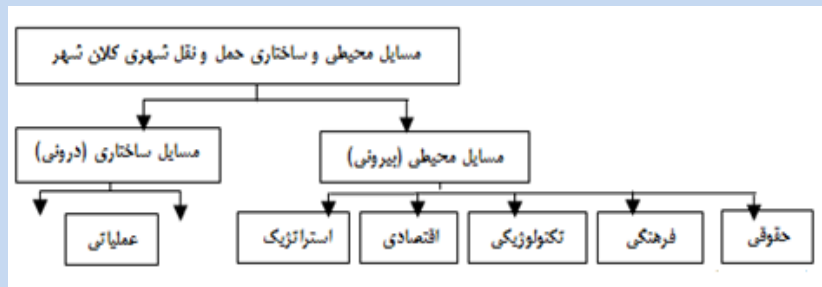 مسایل محیطی و ساختاری حمل و نقل شهری کلان شهر
مسایل محیطی (بیرونی)
مسایل ساختاری (درونی)
حقوقی
فرهنگی
تکنولوژیکی
اقتصادی
استراتژیک
عملیاتی